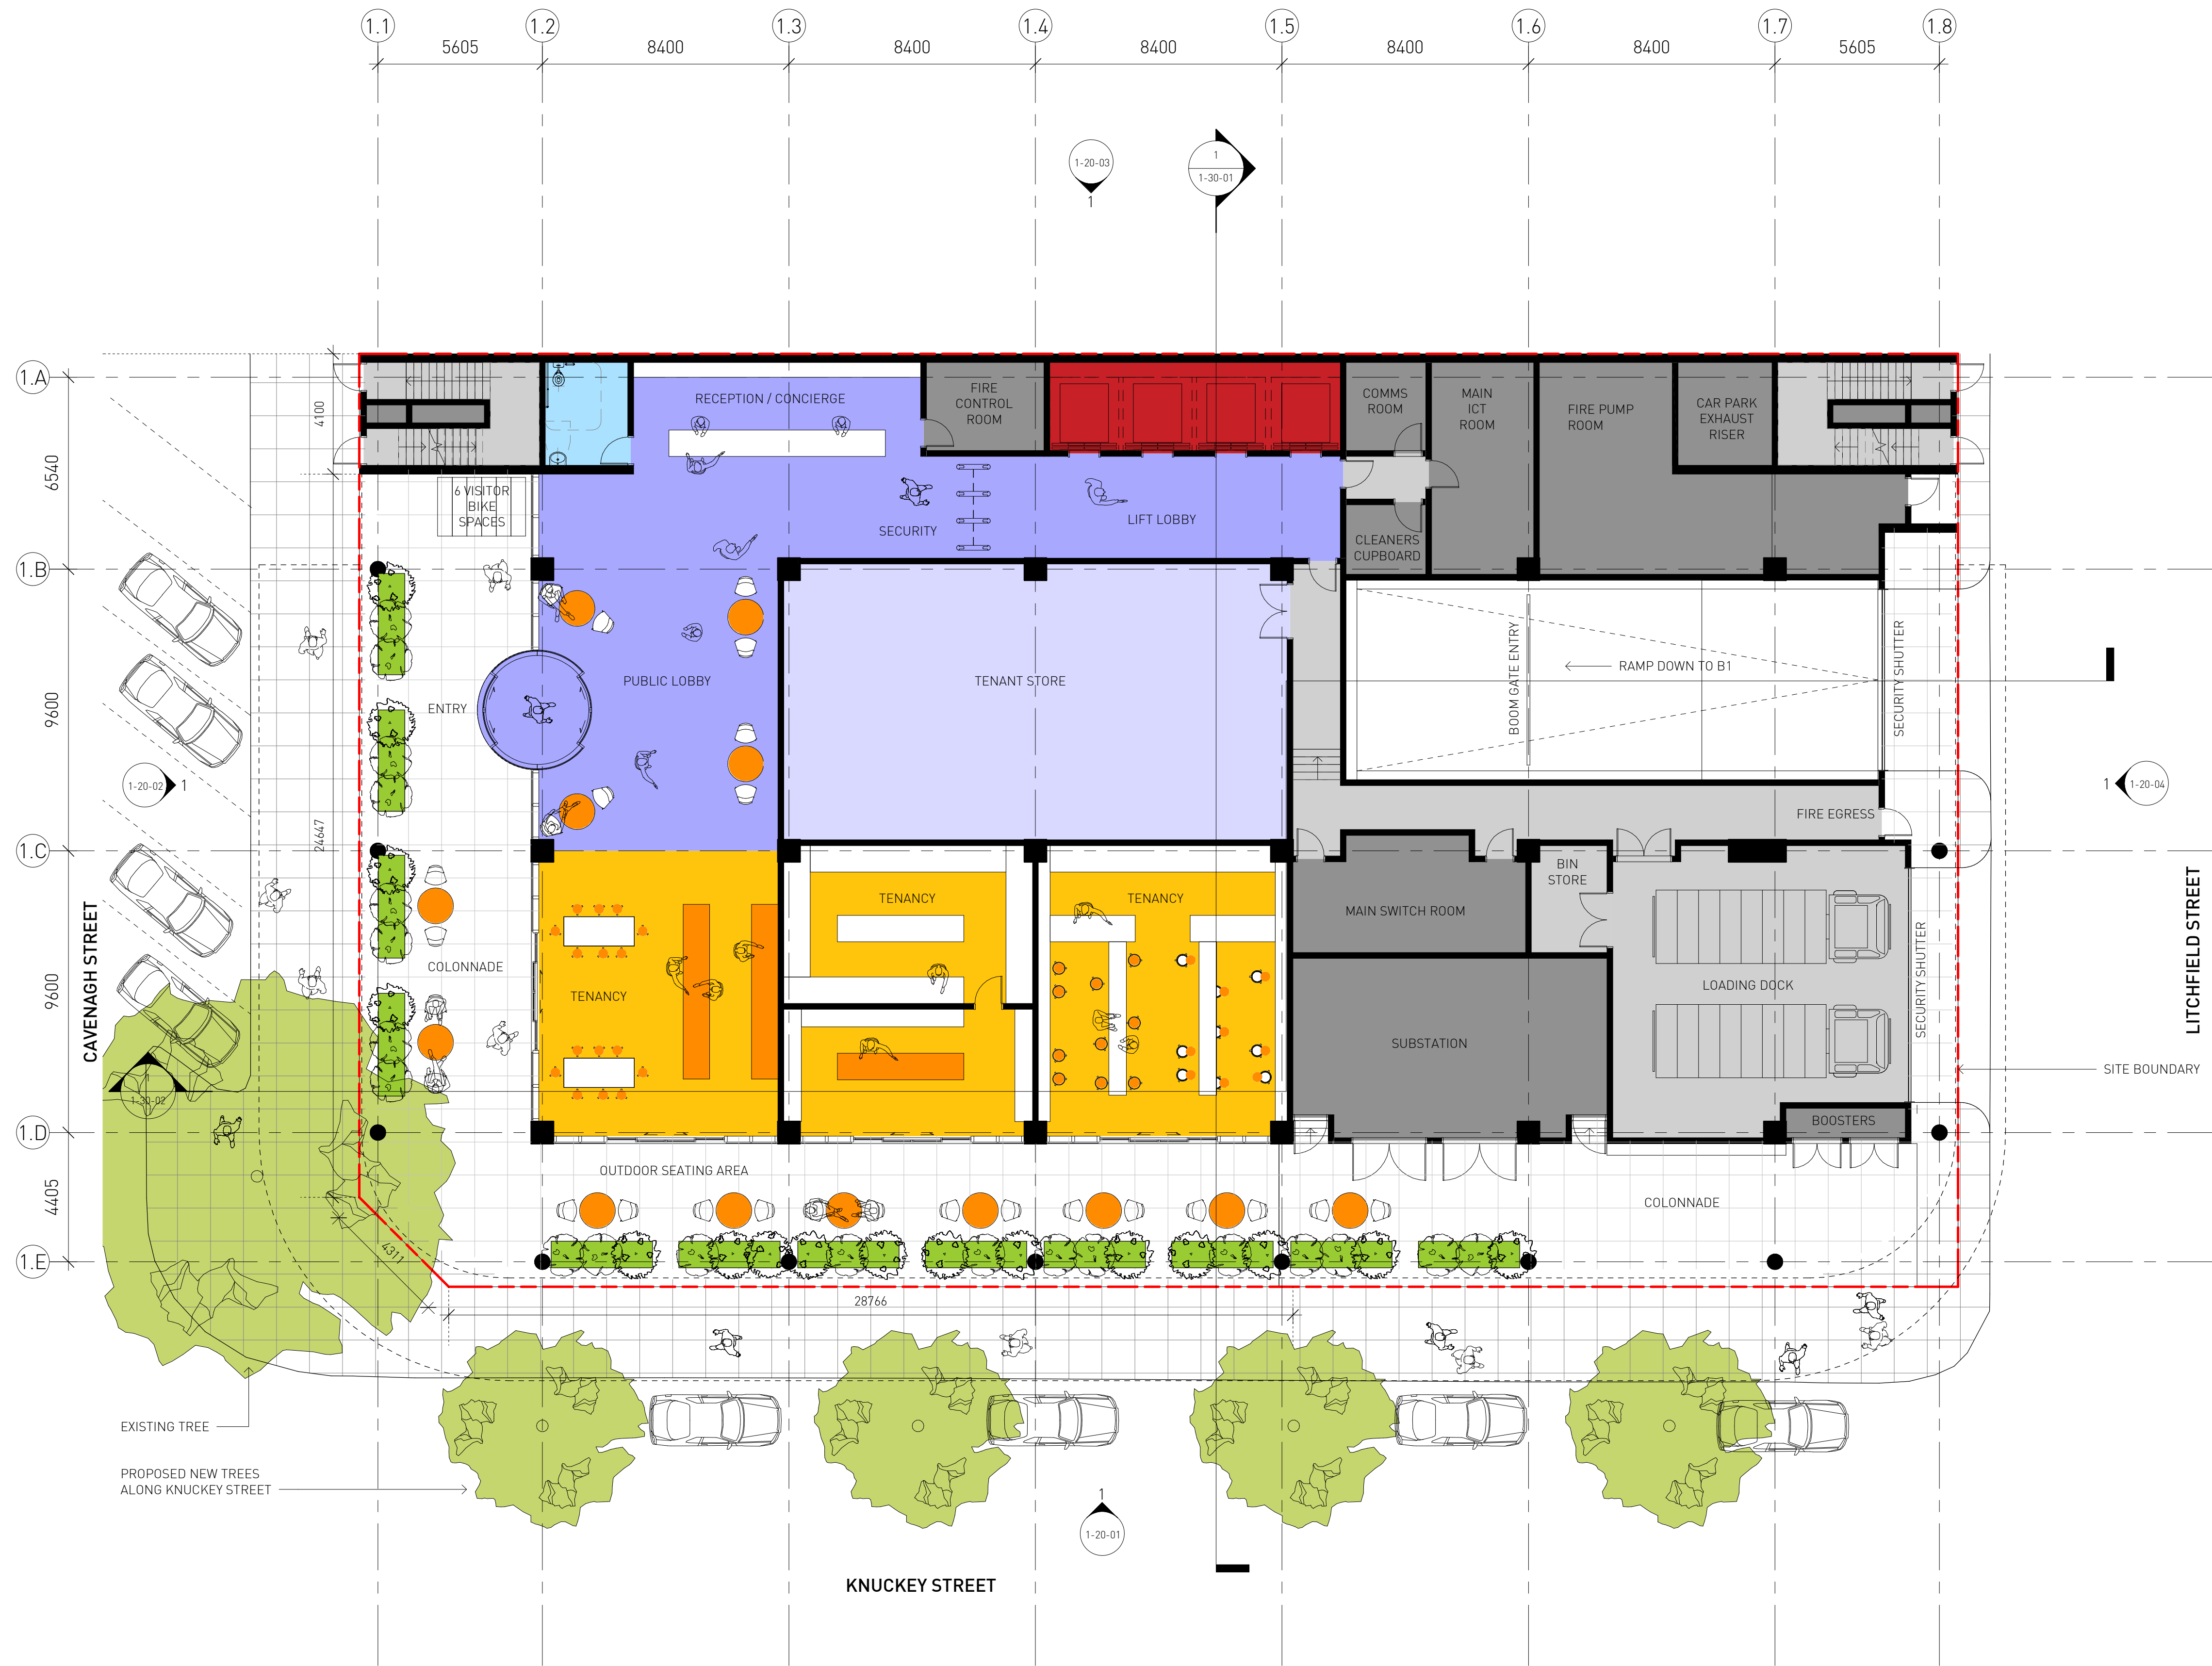 1.1
1.2
1.3
1.4
1.5
1.6
1.7
1.8
5605
8400
8400
8400
8400
8400
5605
1-20-03
1
1
1-30-01
1.A
1.B
1.C
1.D
1.E
6540
9600
9600
4405
4100
24647
4311
28766
RECEPTION / CONCIERGE
FIRE
CONTROL
ROOM
COMMS
ROOM
MAIN
ICT
ROOM
FIRE PUMP
ROOM
CAR PARK
EXHAUST
RISER
6 VISITOR
BIKE
SPACES
SECURITY
LIFT LOBBY
CLEANERS
CUPBOARD
ENTRY
PUBLIC LOBBY
TENANT STORE
BOOM GATE ENTRY
RAMP DOWN TO B1
SECURITY SHUTTER
1-20-02
1
1
1-20-04
FIRE EGRESS
BIN
STORE
TENANCY
TENANCY
MAIN SWITCH ROOM
COLONNADE
TENANCY
LOADING DOCK
SECURITY SHUTTER
SUBSTATION
CAVENAGH STREET
LITCHFIELD STREET
SITE BOUNDARY
1
1-30-02
BOOSTERS
OUTDOOR SEATING AREA
COLONNADE
EXISTING TREE
PROPOSED NEW TREES
ALONG KNUCKEY STREET
1
1-20-01
KNUCKEY STREET